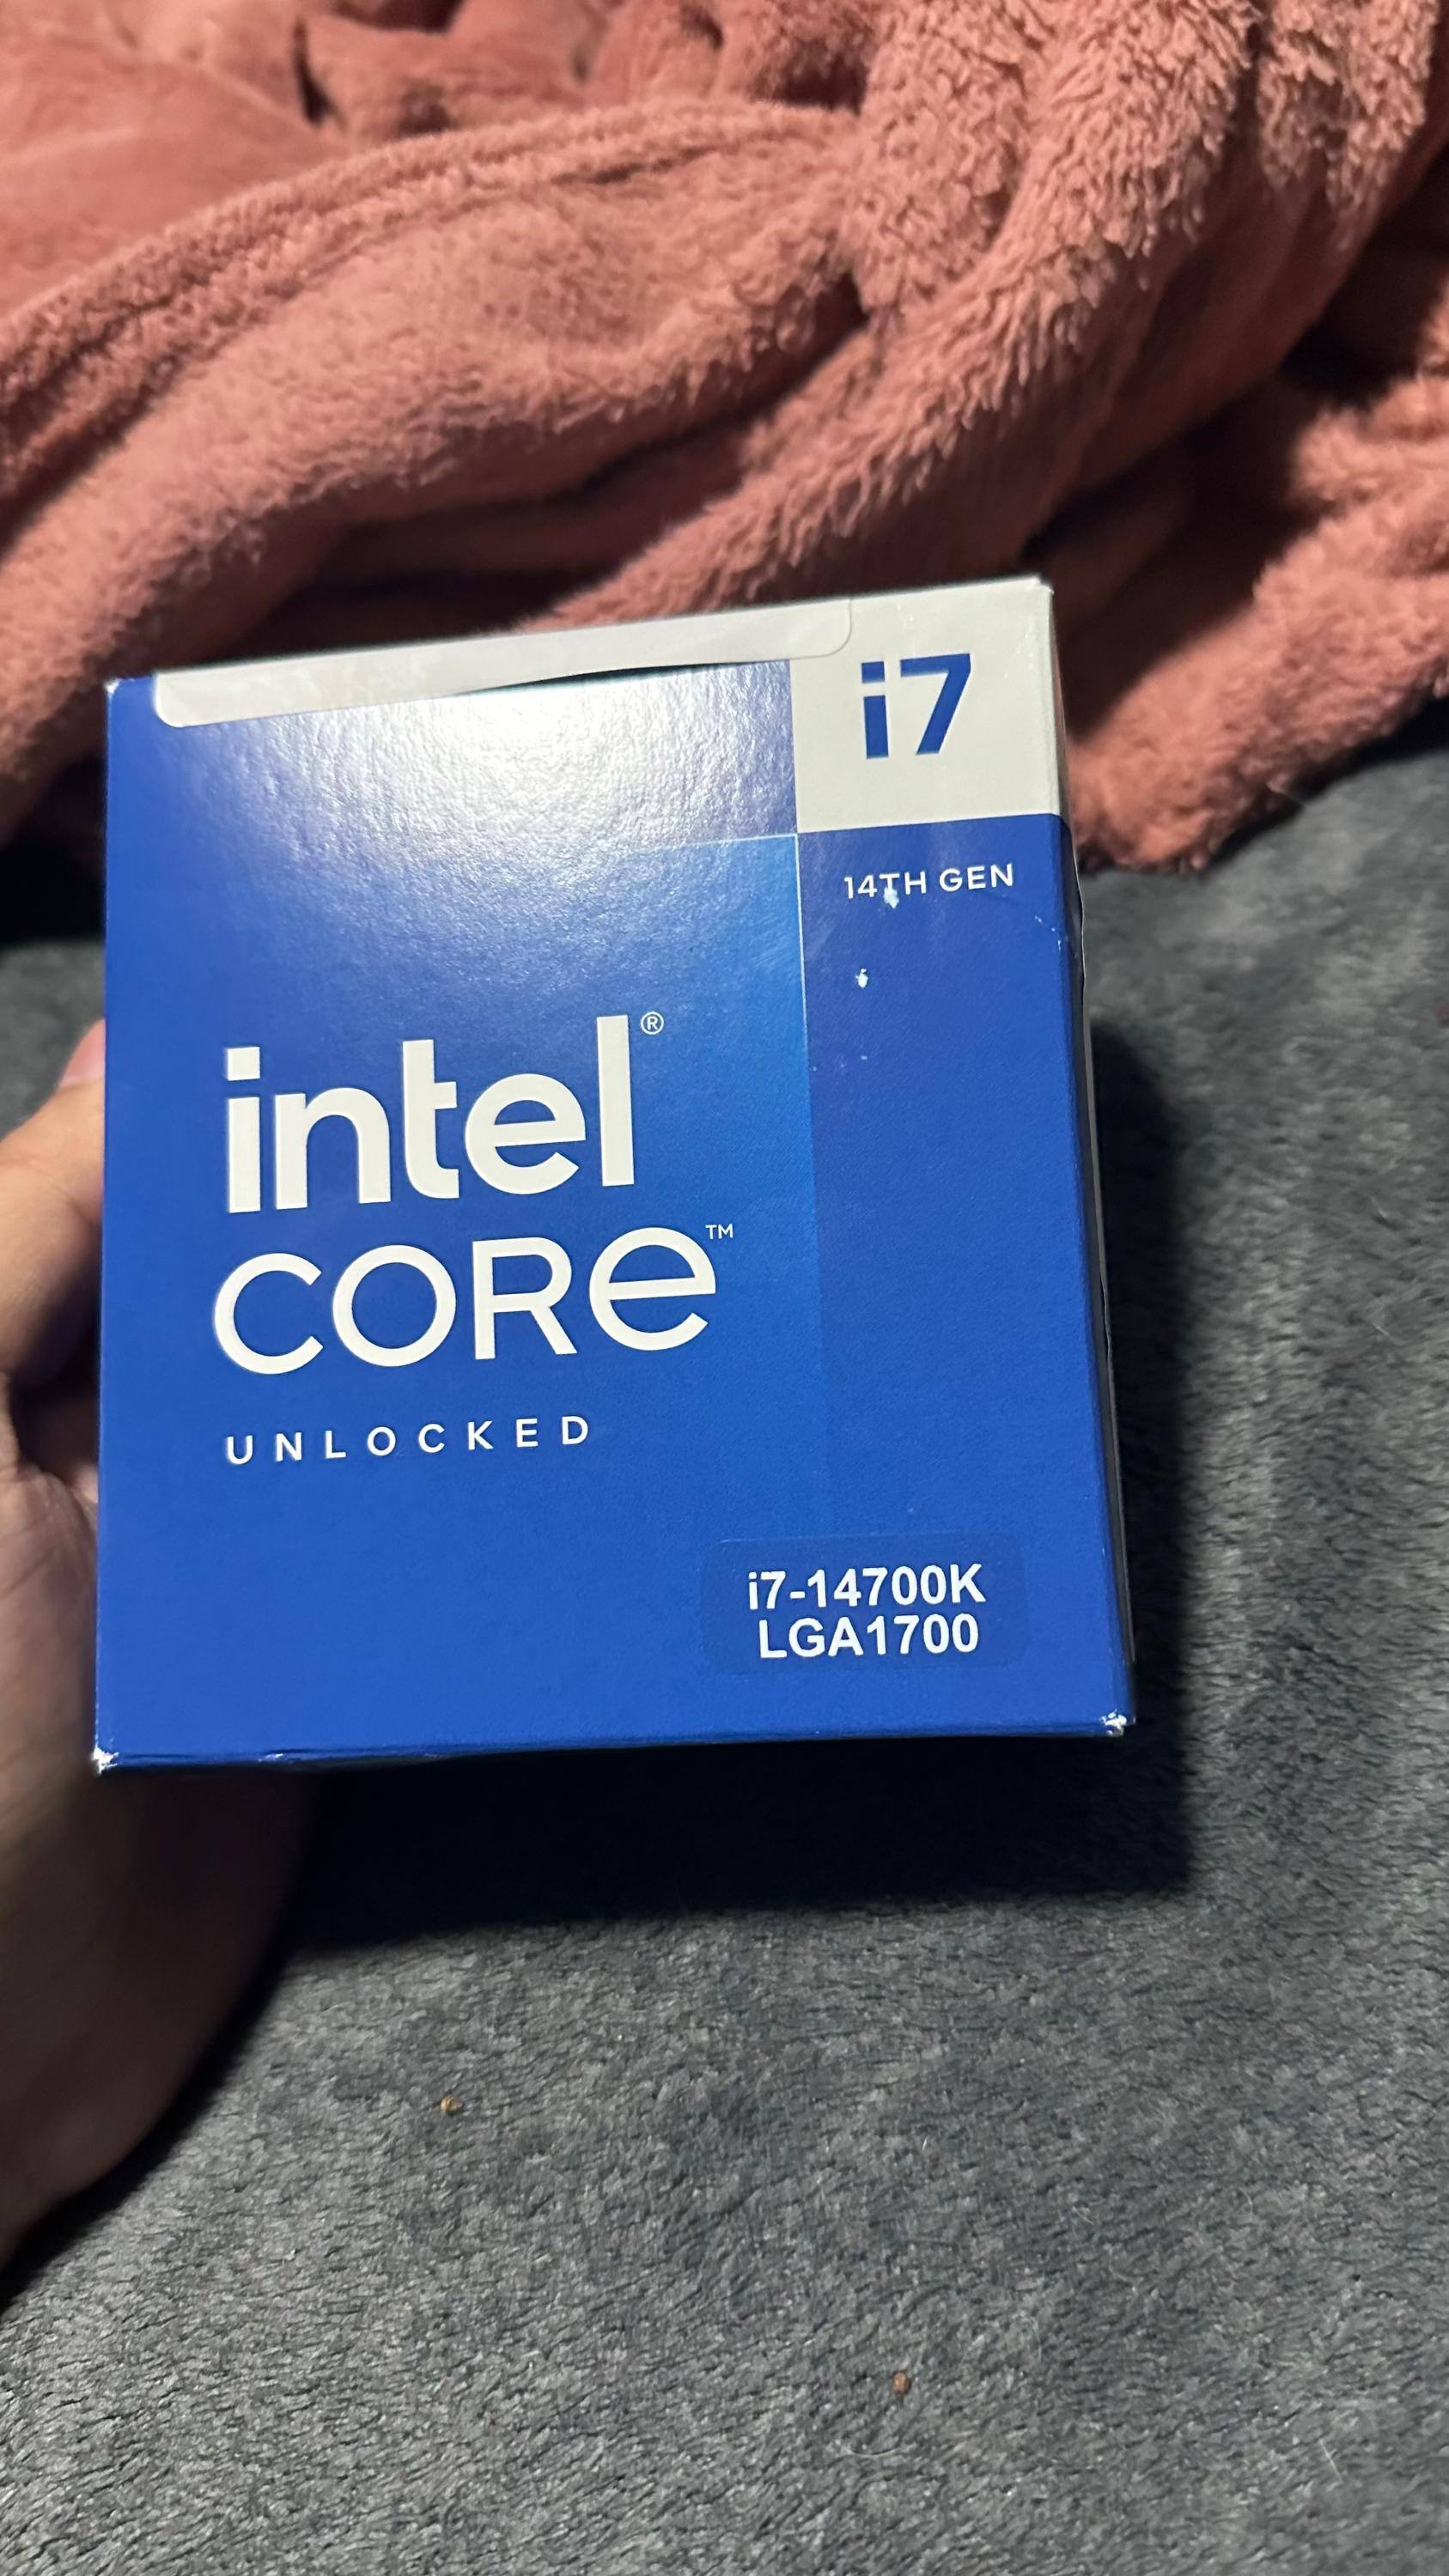 i7
14TH GEN
intel®
CORe™
UNLOCKED
i7-14700K
LGA1700